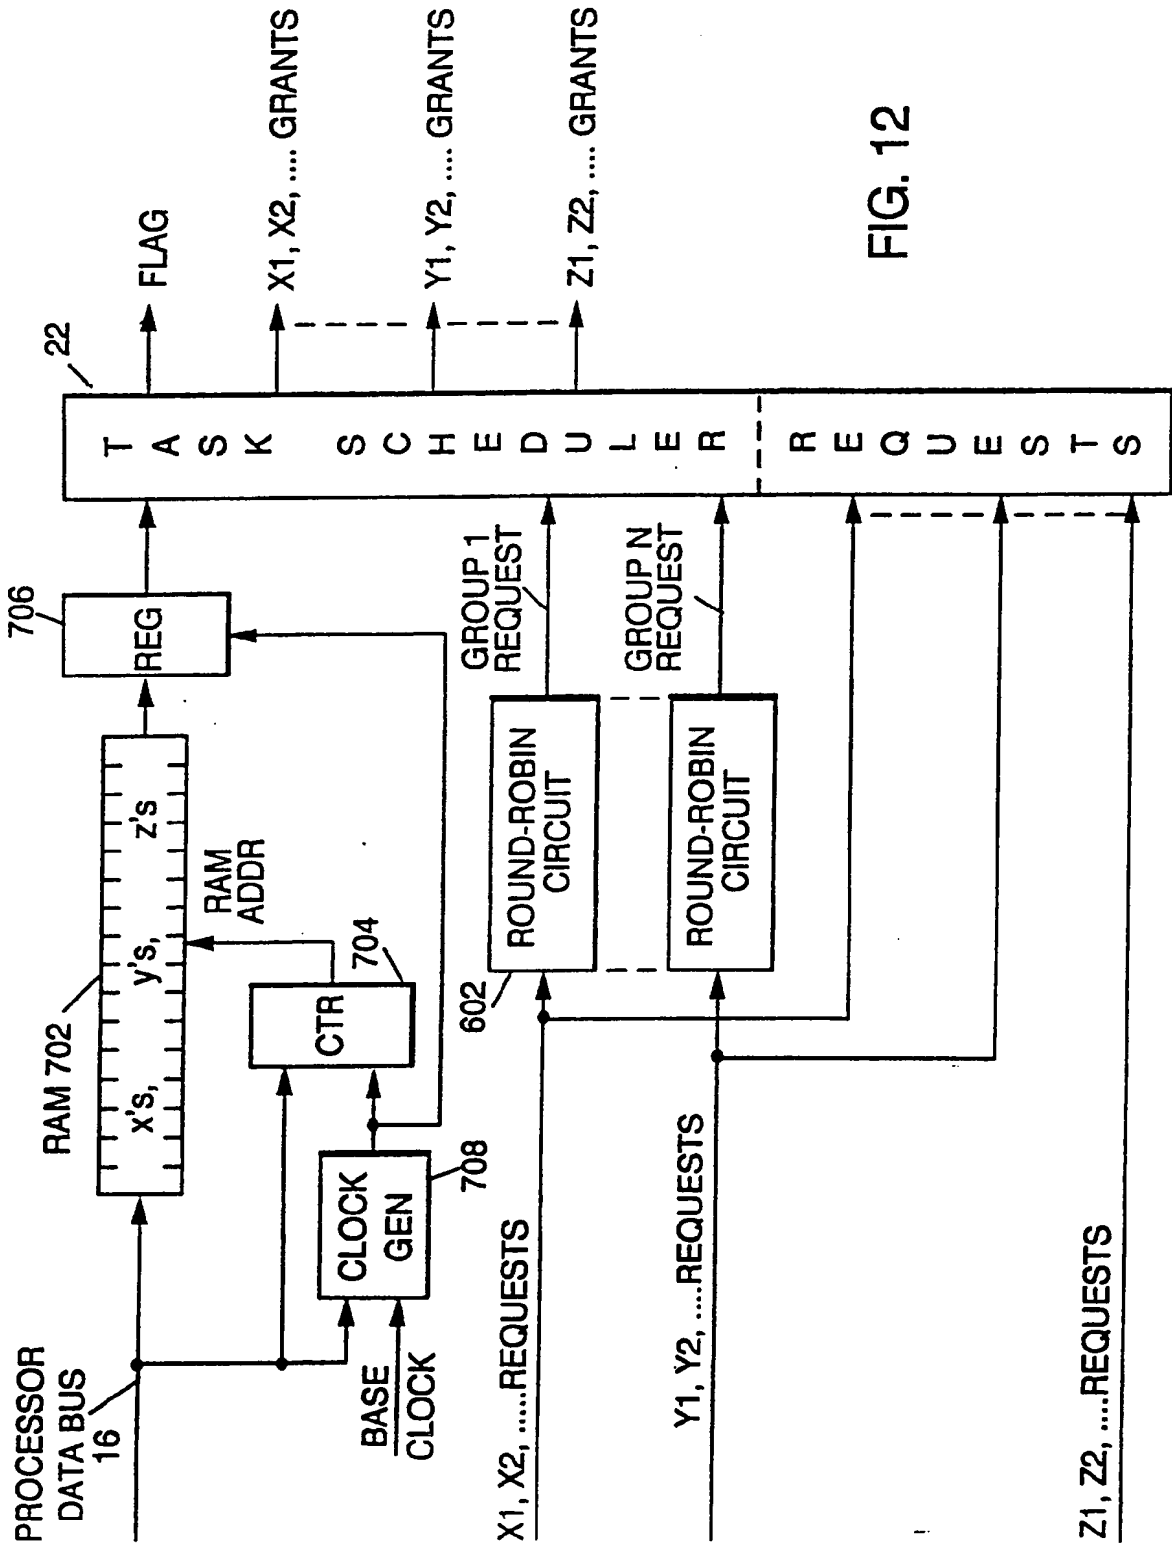 PROCESSOR
DATA BUS
16
RAM 702
x's, y's, z's
RAM
ADDR
706
REG
22
FLAG
BASE
CLOCK
CLOCK
GEN
708
CTR
704
X1, X2, .... GRANTS
Y1, Y2, .... GRANTS
Z1, Z2, .... GRANTS
TASK SCHEDULER
REQUESTS
X1, X2, .....REQUESTS
602
ROUND-ROBIN
CIRCUIT
GROUP 1
REQUEST
Y1, Y2, ....REQUESTS
ROUND-ROBIN
CIRCUIT
GROUP N
REQUEST
Z1, Z2, ....REQUESTS
FIG. 12